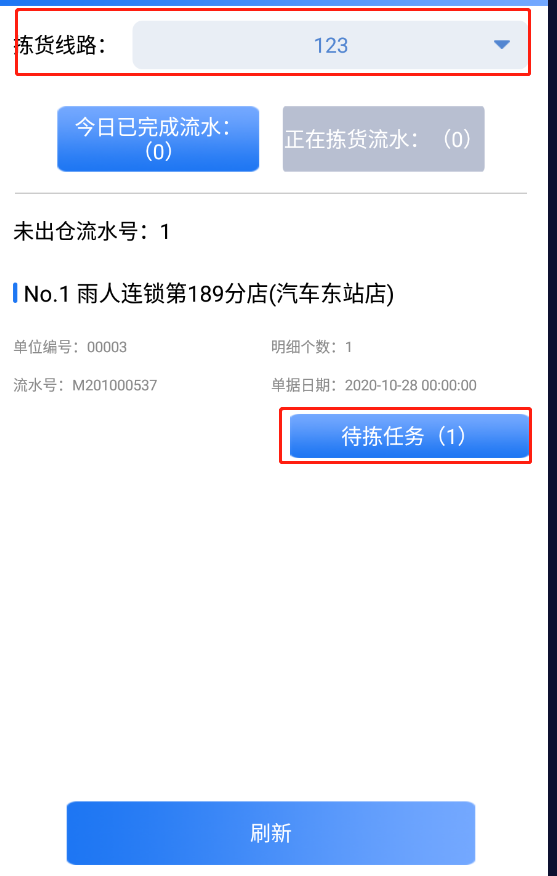 拣货线路： 123
今日已完成流水：
（0） 正在拣货流水：（0）
未出仓流水号：1
No.1 雨人连锁第189分店(汽车东站店)
单位编号：00003 明细个数：1
流水号：M201000537 单据日期：2020-10-28 00:00:00
待拣任务（1）
刷新